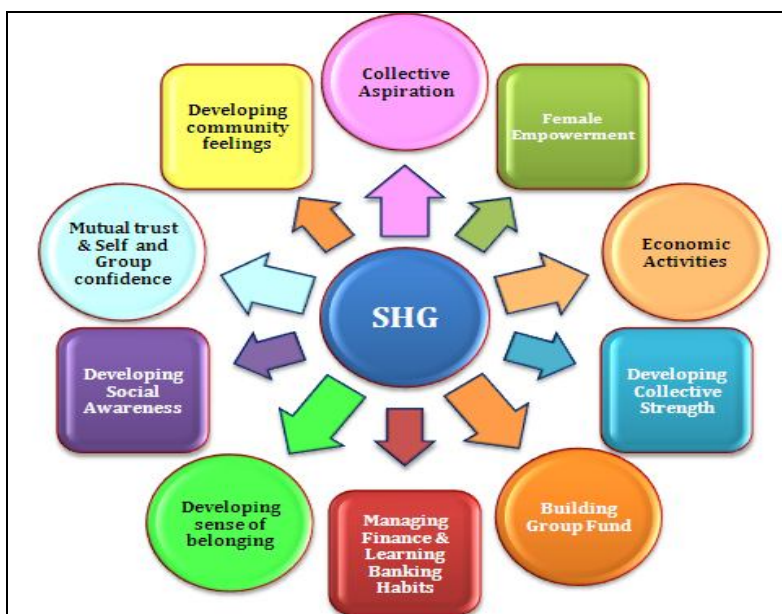 Collective
Aspiration
Female
Empowerment
Economic
Activities
Developing
Collective
Strength
Building
Group Fund
Managing
Finance &
Learning
Banking
Habits
Developing
sense of
belonging
Developing
Social
Awareness
Mutual trust
& Self and
Group
confidence
Developing
community
feelings
SHG